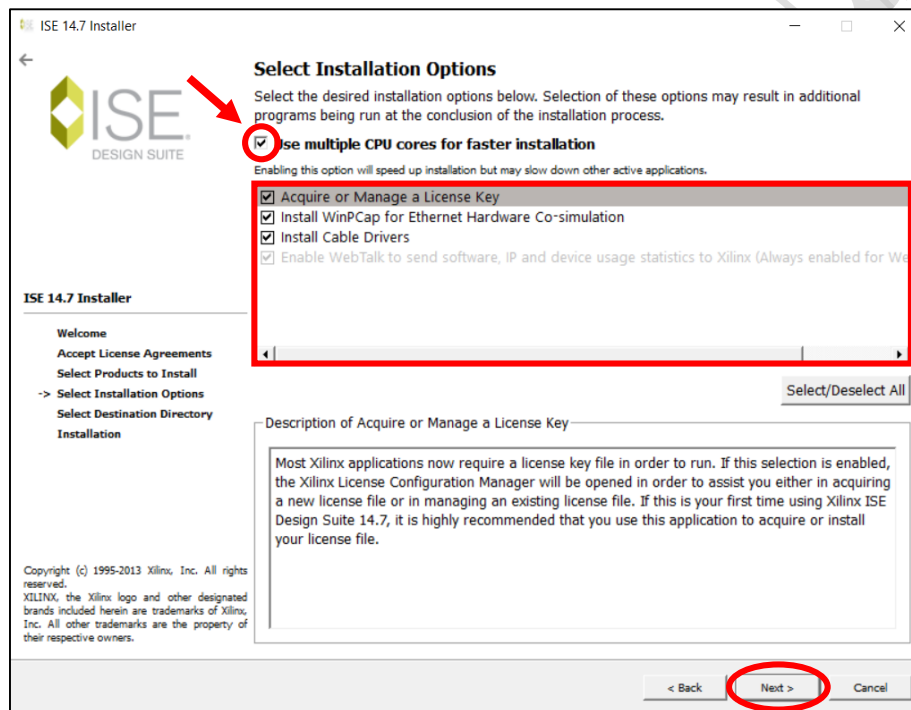 ISE 14.7 Installer
ISE
DESIGN SUITE
Select Installation Options
Select the desired installation options below. Selection of these options may result in additional
programs being run at the conclusion of the installation process.
Use multiple CPU cores for faster installation
Enabling this option will speed up installation but may slow down other active applications.
Acquire or Manage a License Key
Install WinPCap for Ethernet Hardware Co-simulation
Install Cable Drivers
Enable WebTalk to send software, IP and device usage statistics to Xilinx (Always enabled for We
Select/Deselect All
ISE 14.7 Installer
Welcome
Accept License Agreements
Select Products to Install
-> Select Installation Options
Select Destination Directory
Installation
Description of Acquire or Manage a License Key
Most Xilinx applications now require a license key file in order to run. If this selection is enabled,
the Xilinx License Configuration Manager will be opened in order to assist you either in acquiring
a new license file or in managing an existing license file. If this is your first time using Xilinx ISE
Design Suite 14.7, it is highly recommended that you use this application to acquire or install
your license file.
Copyright (c) 1995-2013 Xilinx, Inc. All rights
reserved.
XILINX, the Xilinx logo and other designated
brands included herein are trademarks of Xilinx,
Inc. All other trademarks are the property of
their respective owners.
< Back
Next >
Cancel